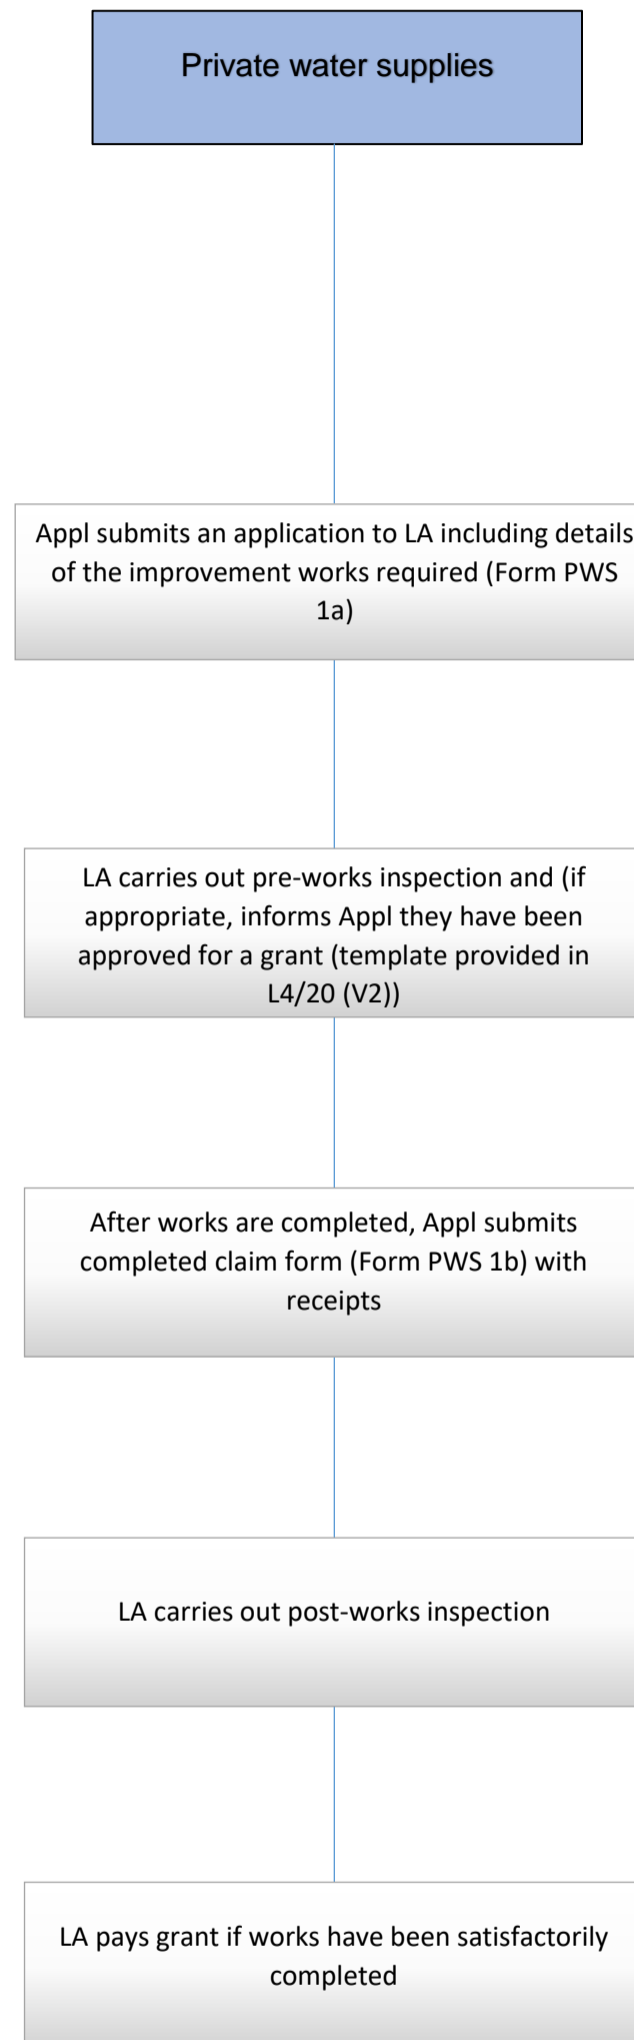 Private water supplies
Appl submits an application to LA including details
of the improvement works required (Form PWS
1a)
LA carries out pre-works inspection and (if
appropriate, informs Appl they have been
approved for a grant (template provided in
L4/20 (V2))
After works are completed, Appl submits
completed claim form (Form PWS 1b) with
receipts
LA carries out post-works inspection
LA pays grant if works have been satisfactorily
completed